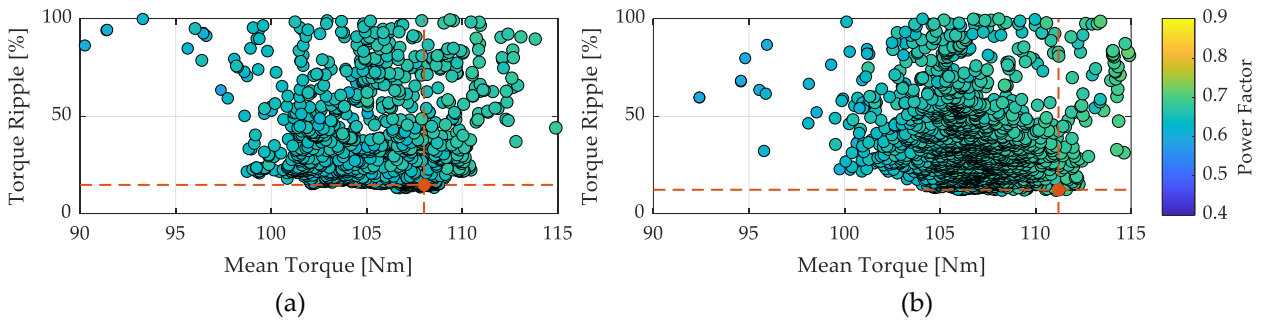 100
50
0
Torque Ripple [%]
90 95 100 105 110 115
Mean Torque [Nm]
(a)
100
50
0
Torque Ripple [%]
90 95 100 105 110 115
Mean Torque [Nm]
(b)
0.9
0.8
0.7
0.6
0.5
0.4
Power Factor